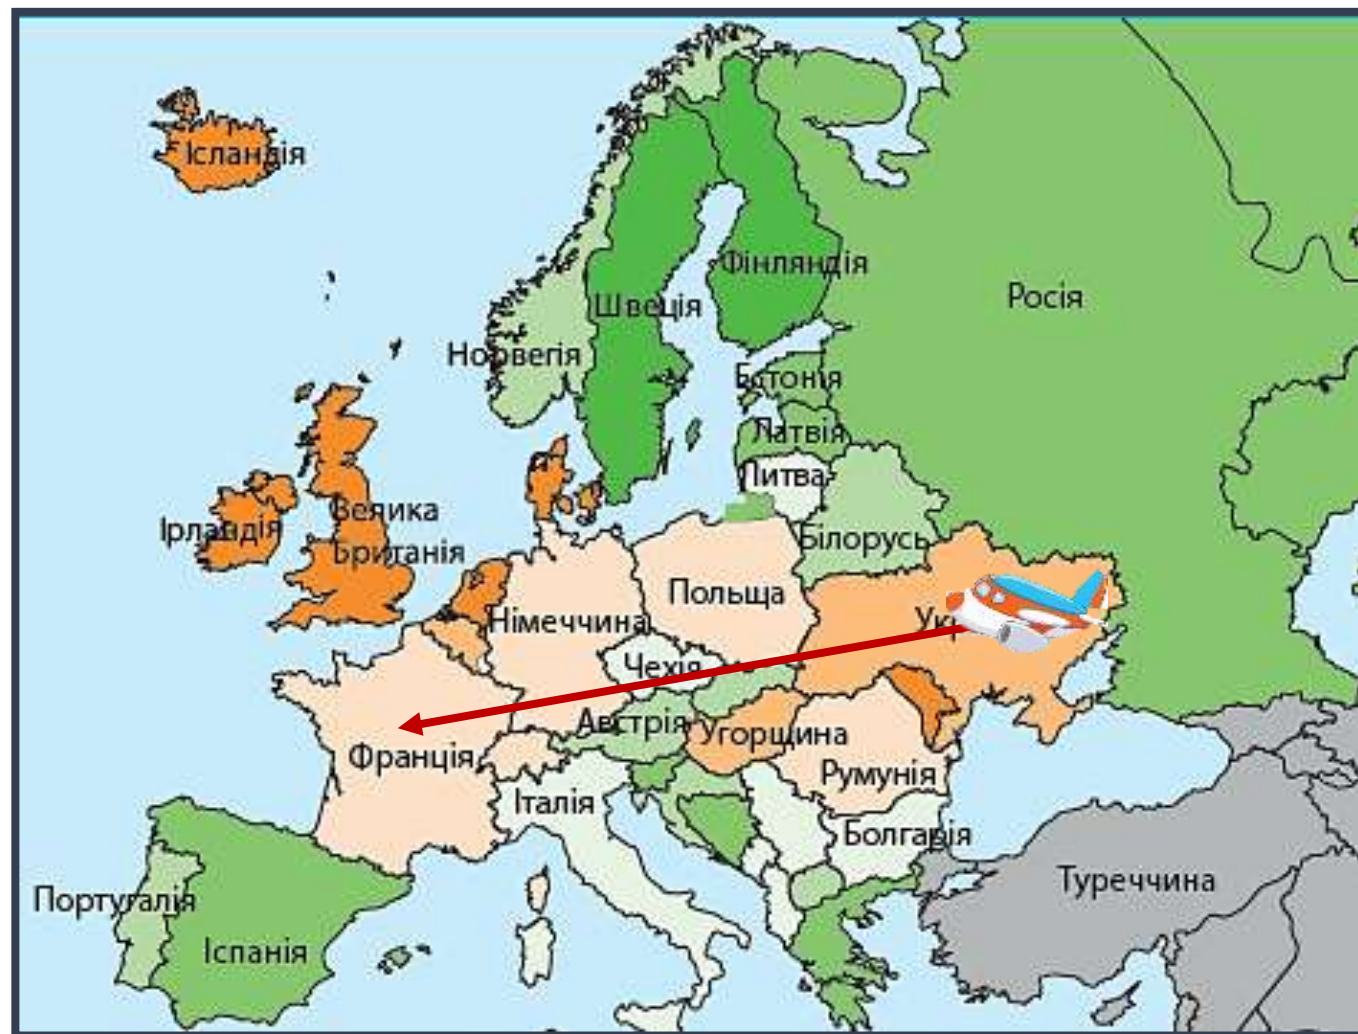 Ісландія
Фінляндія
Росія
Швеція
Норвегія
Естонія
Латвія
Литва
Велика
Британія
Ірландія
Білорусь
Польща
Німеччина
Укр
Чехія
Австрія
Угорщина
Франція
Румунія
Італія
Болгарія
Туреччина
Португалія
Іспанія